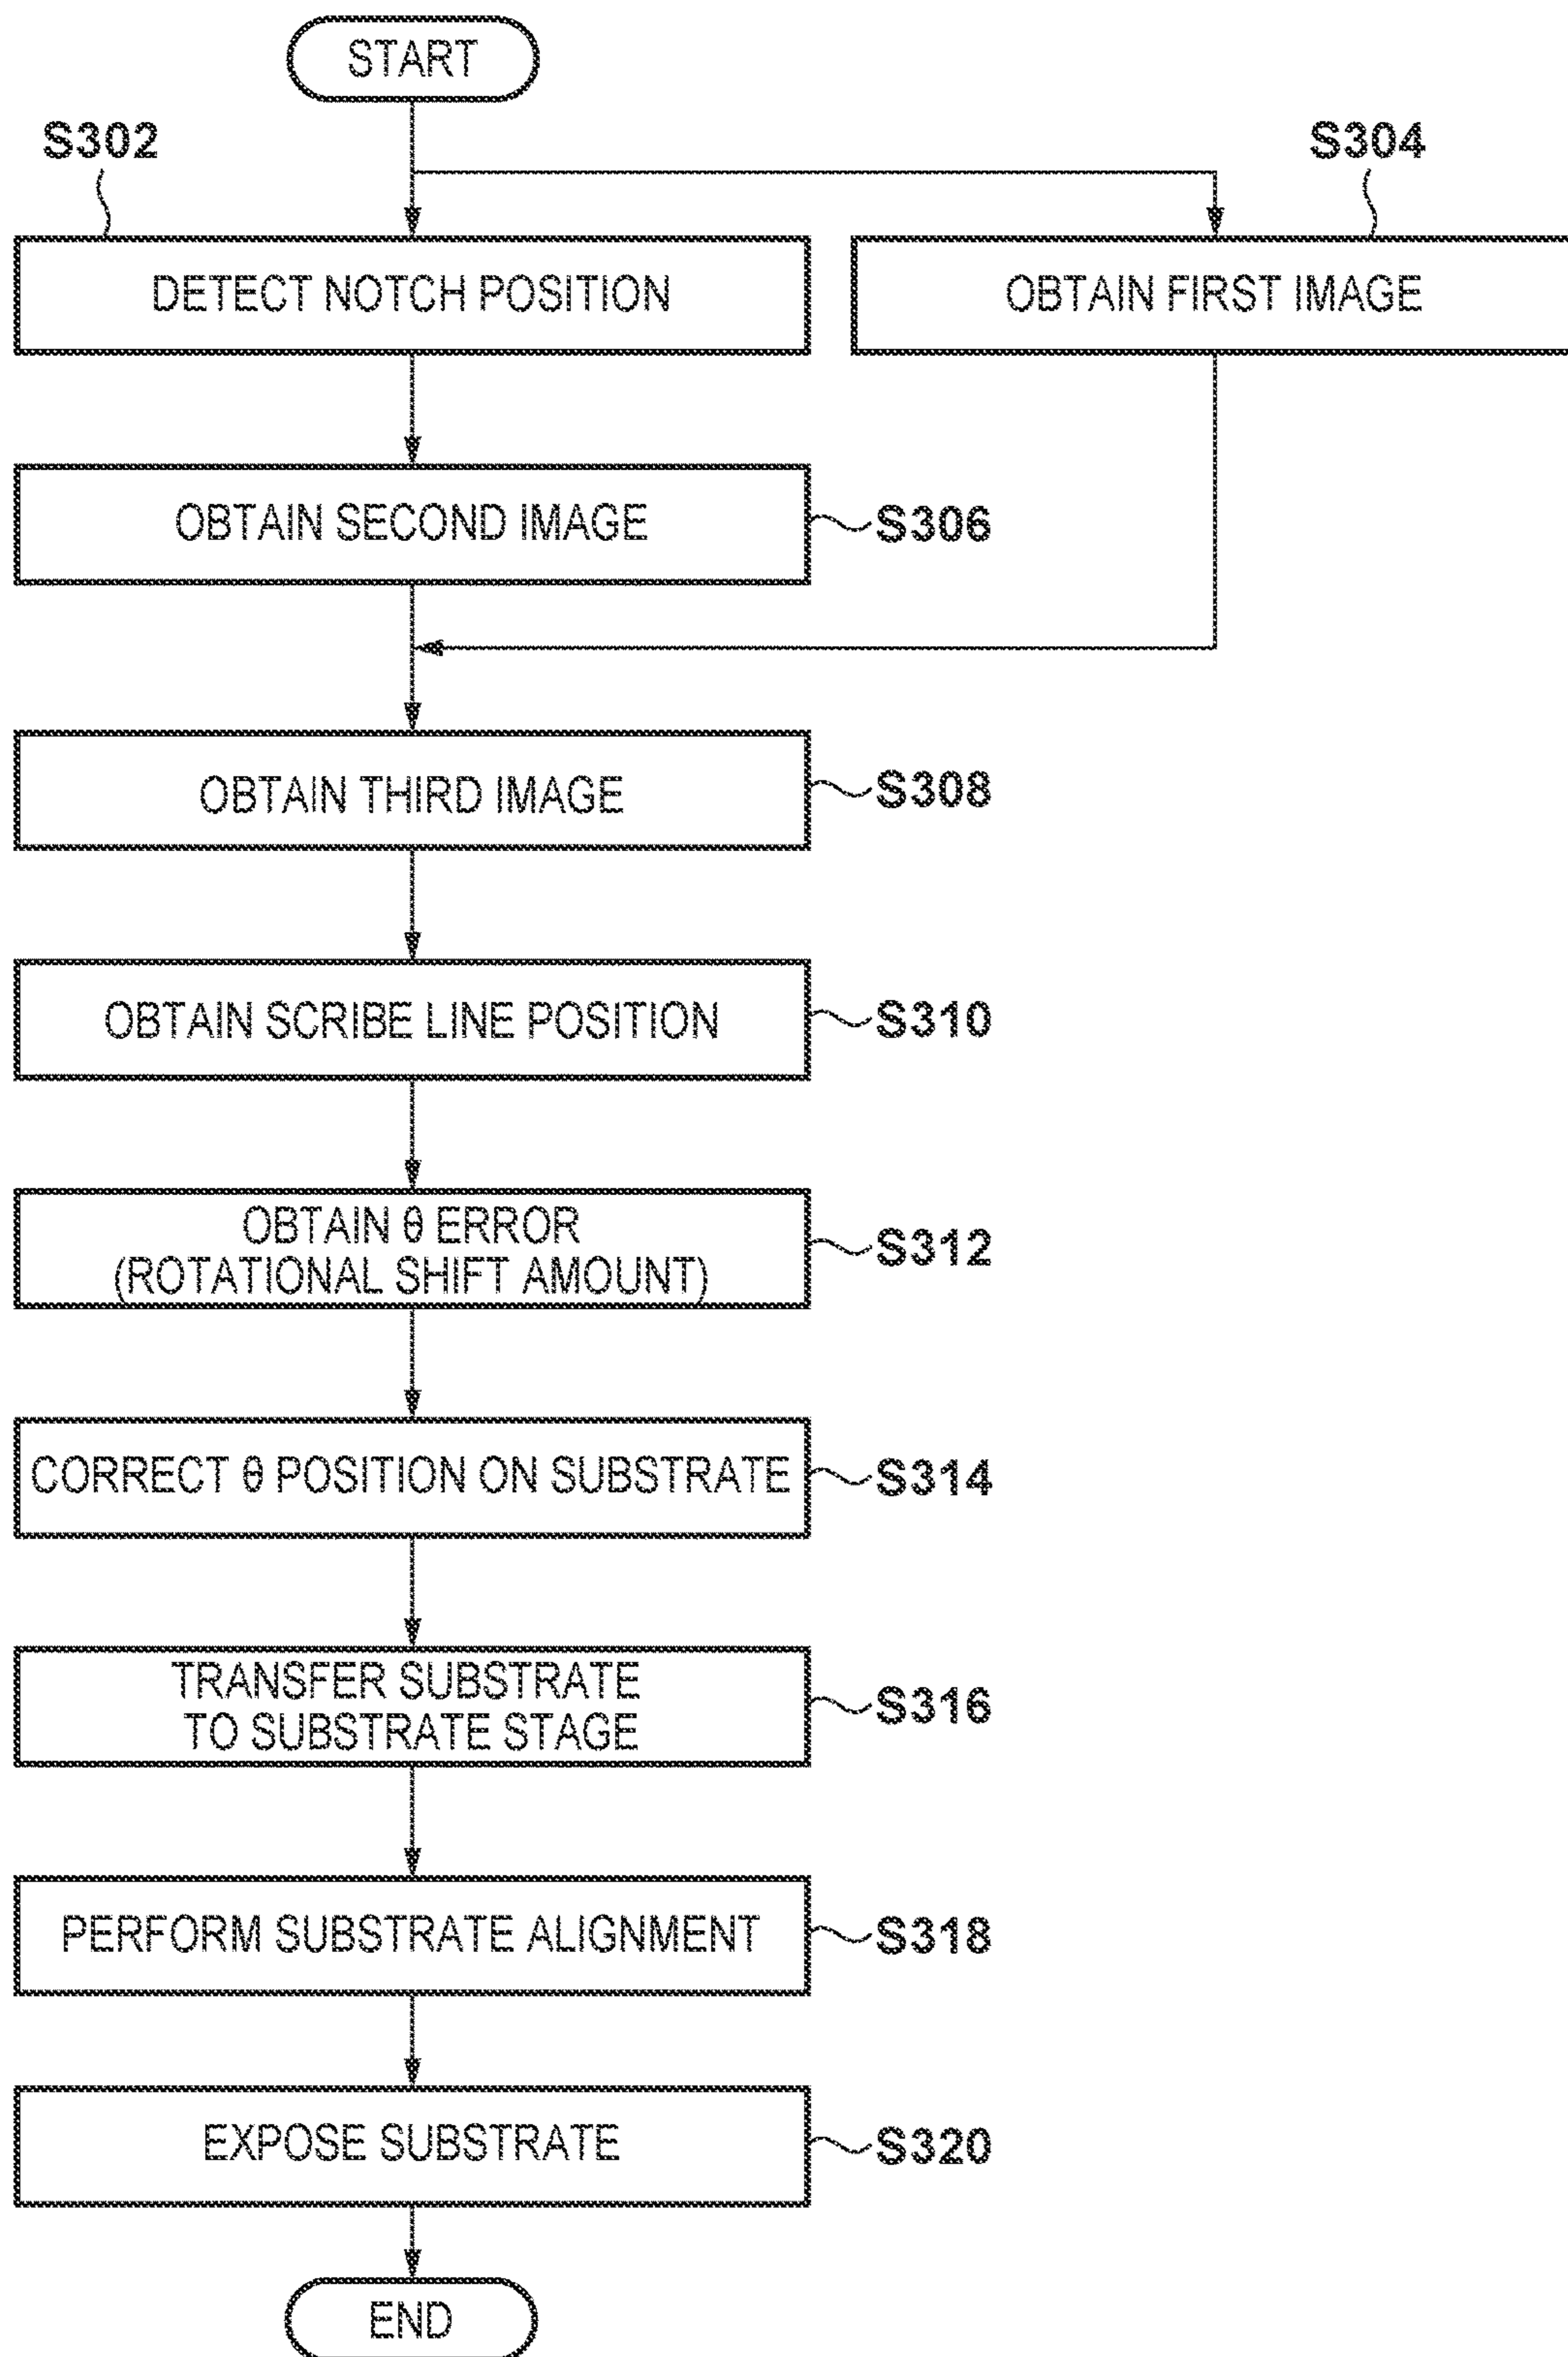 START
S302
S304
DETECT NOTCH POSITION
OBTAIN FIRST IMAGE
OBTAIN SECOND IMAGE
S306
OBTAIN THIRD IMAGE
S308
OBTAIN SCRIBE LINE POSITION
S310
OBTAIN θ ERROR
(ROTATIONAL SHIFT AMOUNT)
S312
CORRECT θ POSITION ON SUBSTRATE
S314
TRANSFER SUBSTRATE
TO SUBSTRATE STAGE
S316
PERFORM SUBSTRATE ALIGNMENT
S318
EXPOSE SUBSTRATE
S320
END